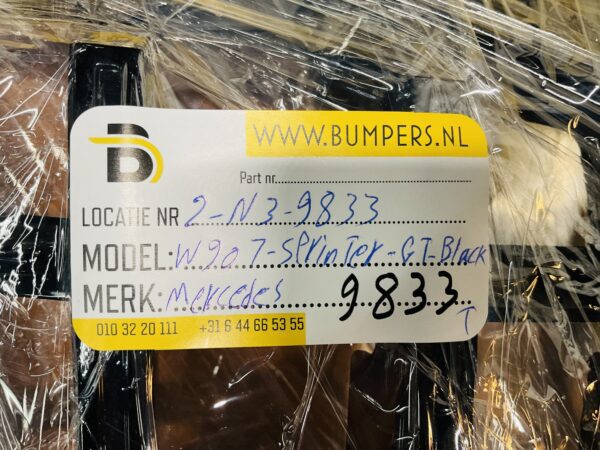 B
WWW.BUMPERS.NL
Part nr
LOCATIE NR 2-N3-9833
MODEL: W907-Sprinter-GT-Black
MERK: Mercedes 9833
010 32 20 111 +31 6 44 66 53 55